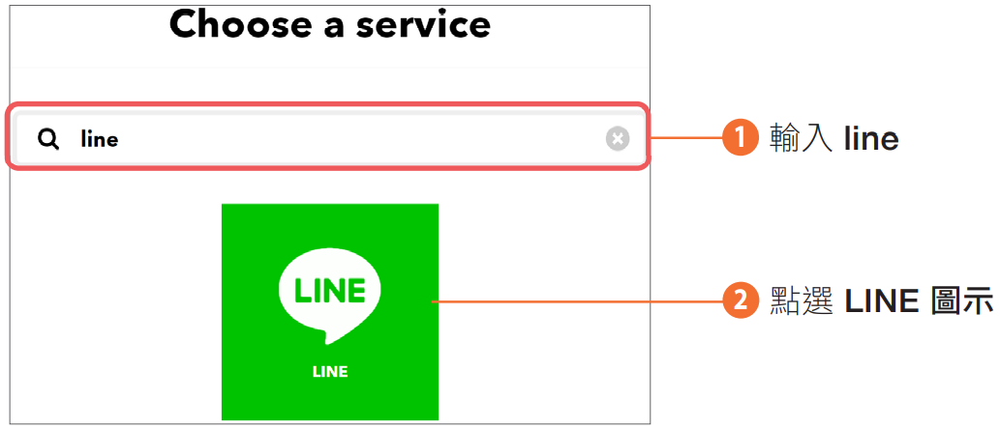 Choose a service
line
1 輸入 line
LINE
2 點選 LINE 圖示
LINE